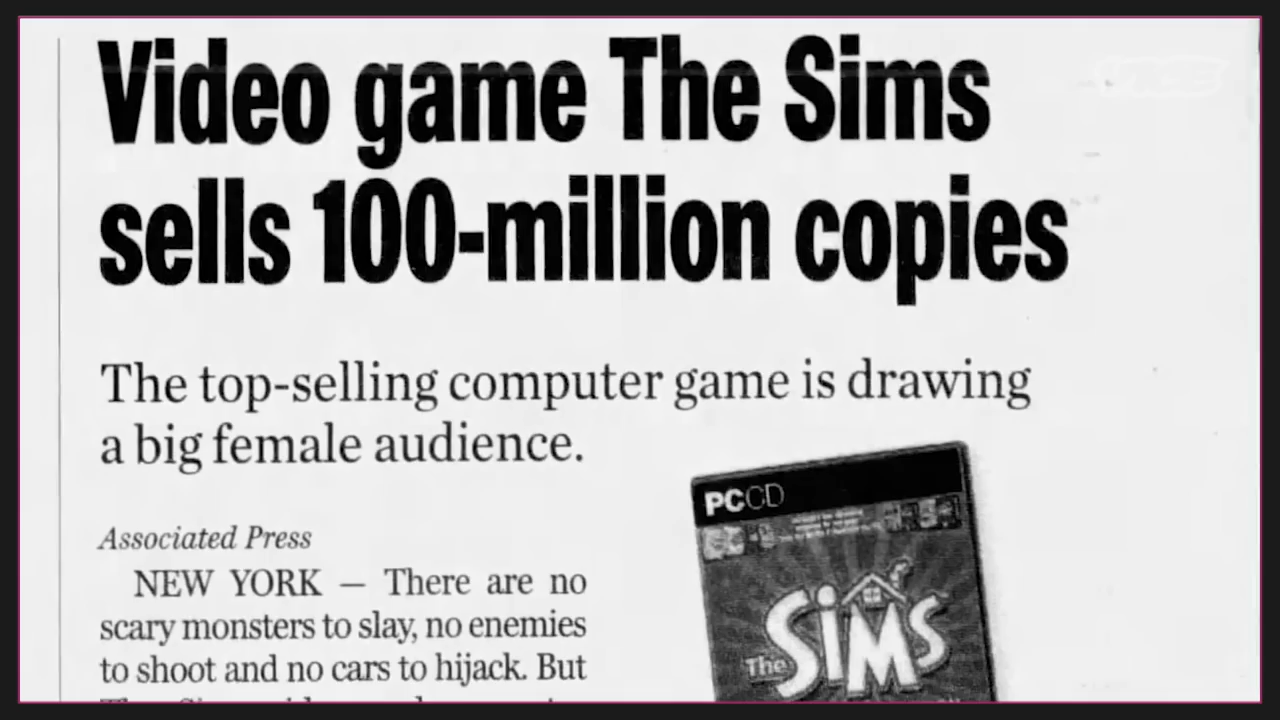 Video game The Sims
sells 100-million copies
The top-selling computer game is drawing
a big female audience.
Associated Press
NEW YORK — There are no
scary monsters to slay, no enemies
to shoot and no cars to hijack. But
PCCD
The Sims